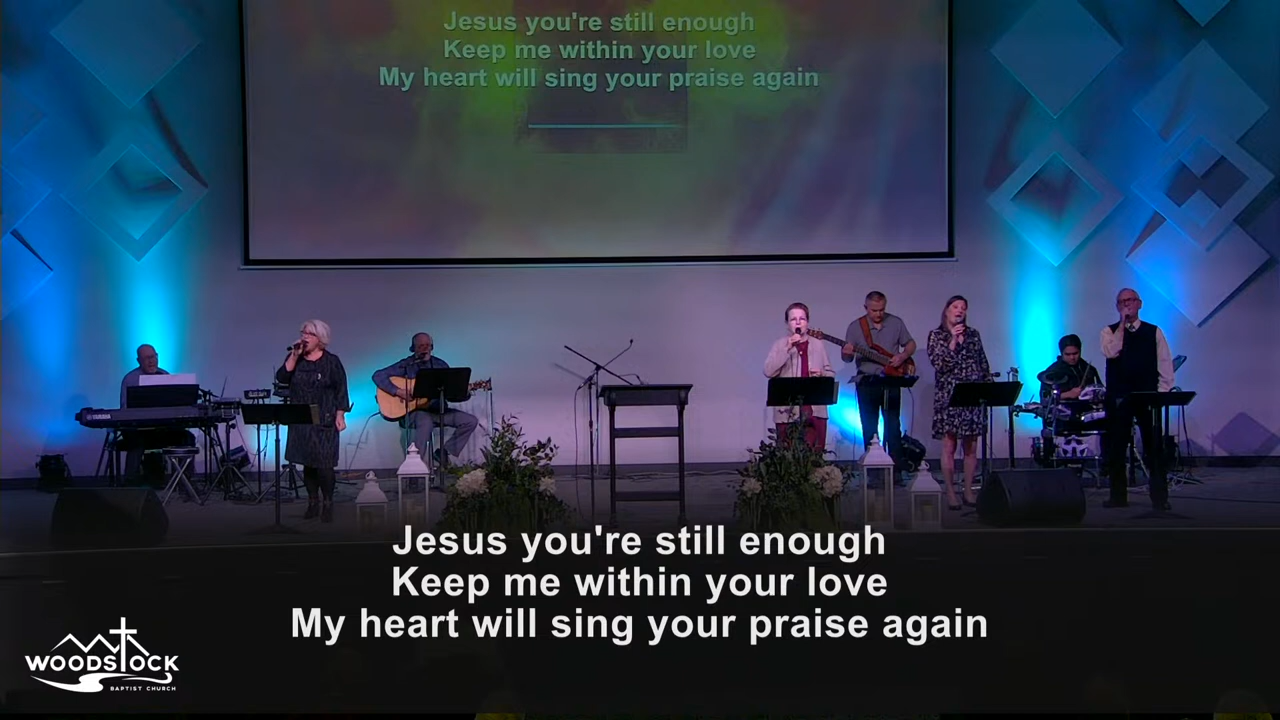 Jesus you're still enough
Keep me within your love
My heart will sing your praise again
YAMAHA
Jesus you're still enough
Keep me within your love
My heart will sing your praise again
WOODSTOCK
BAPTIST CHURCH